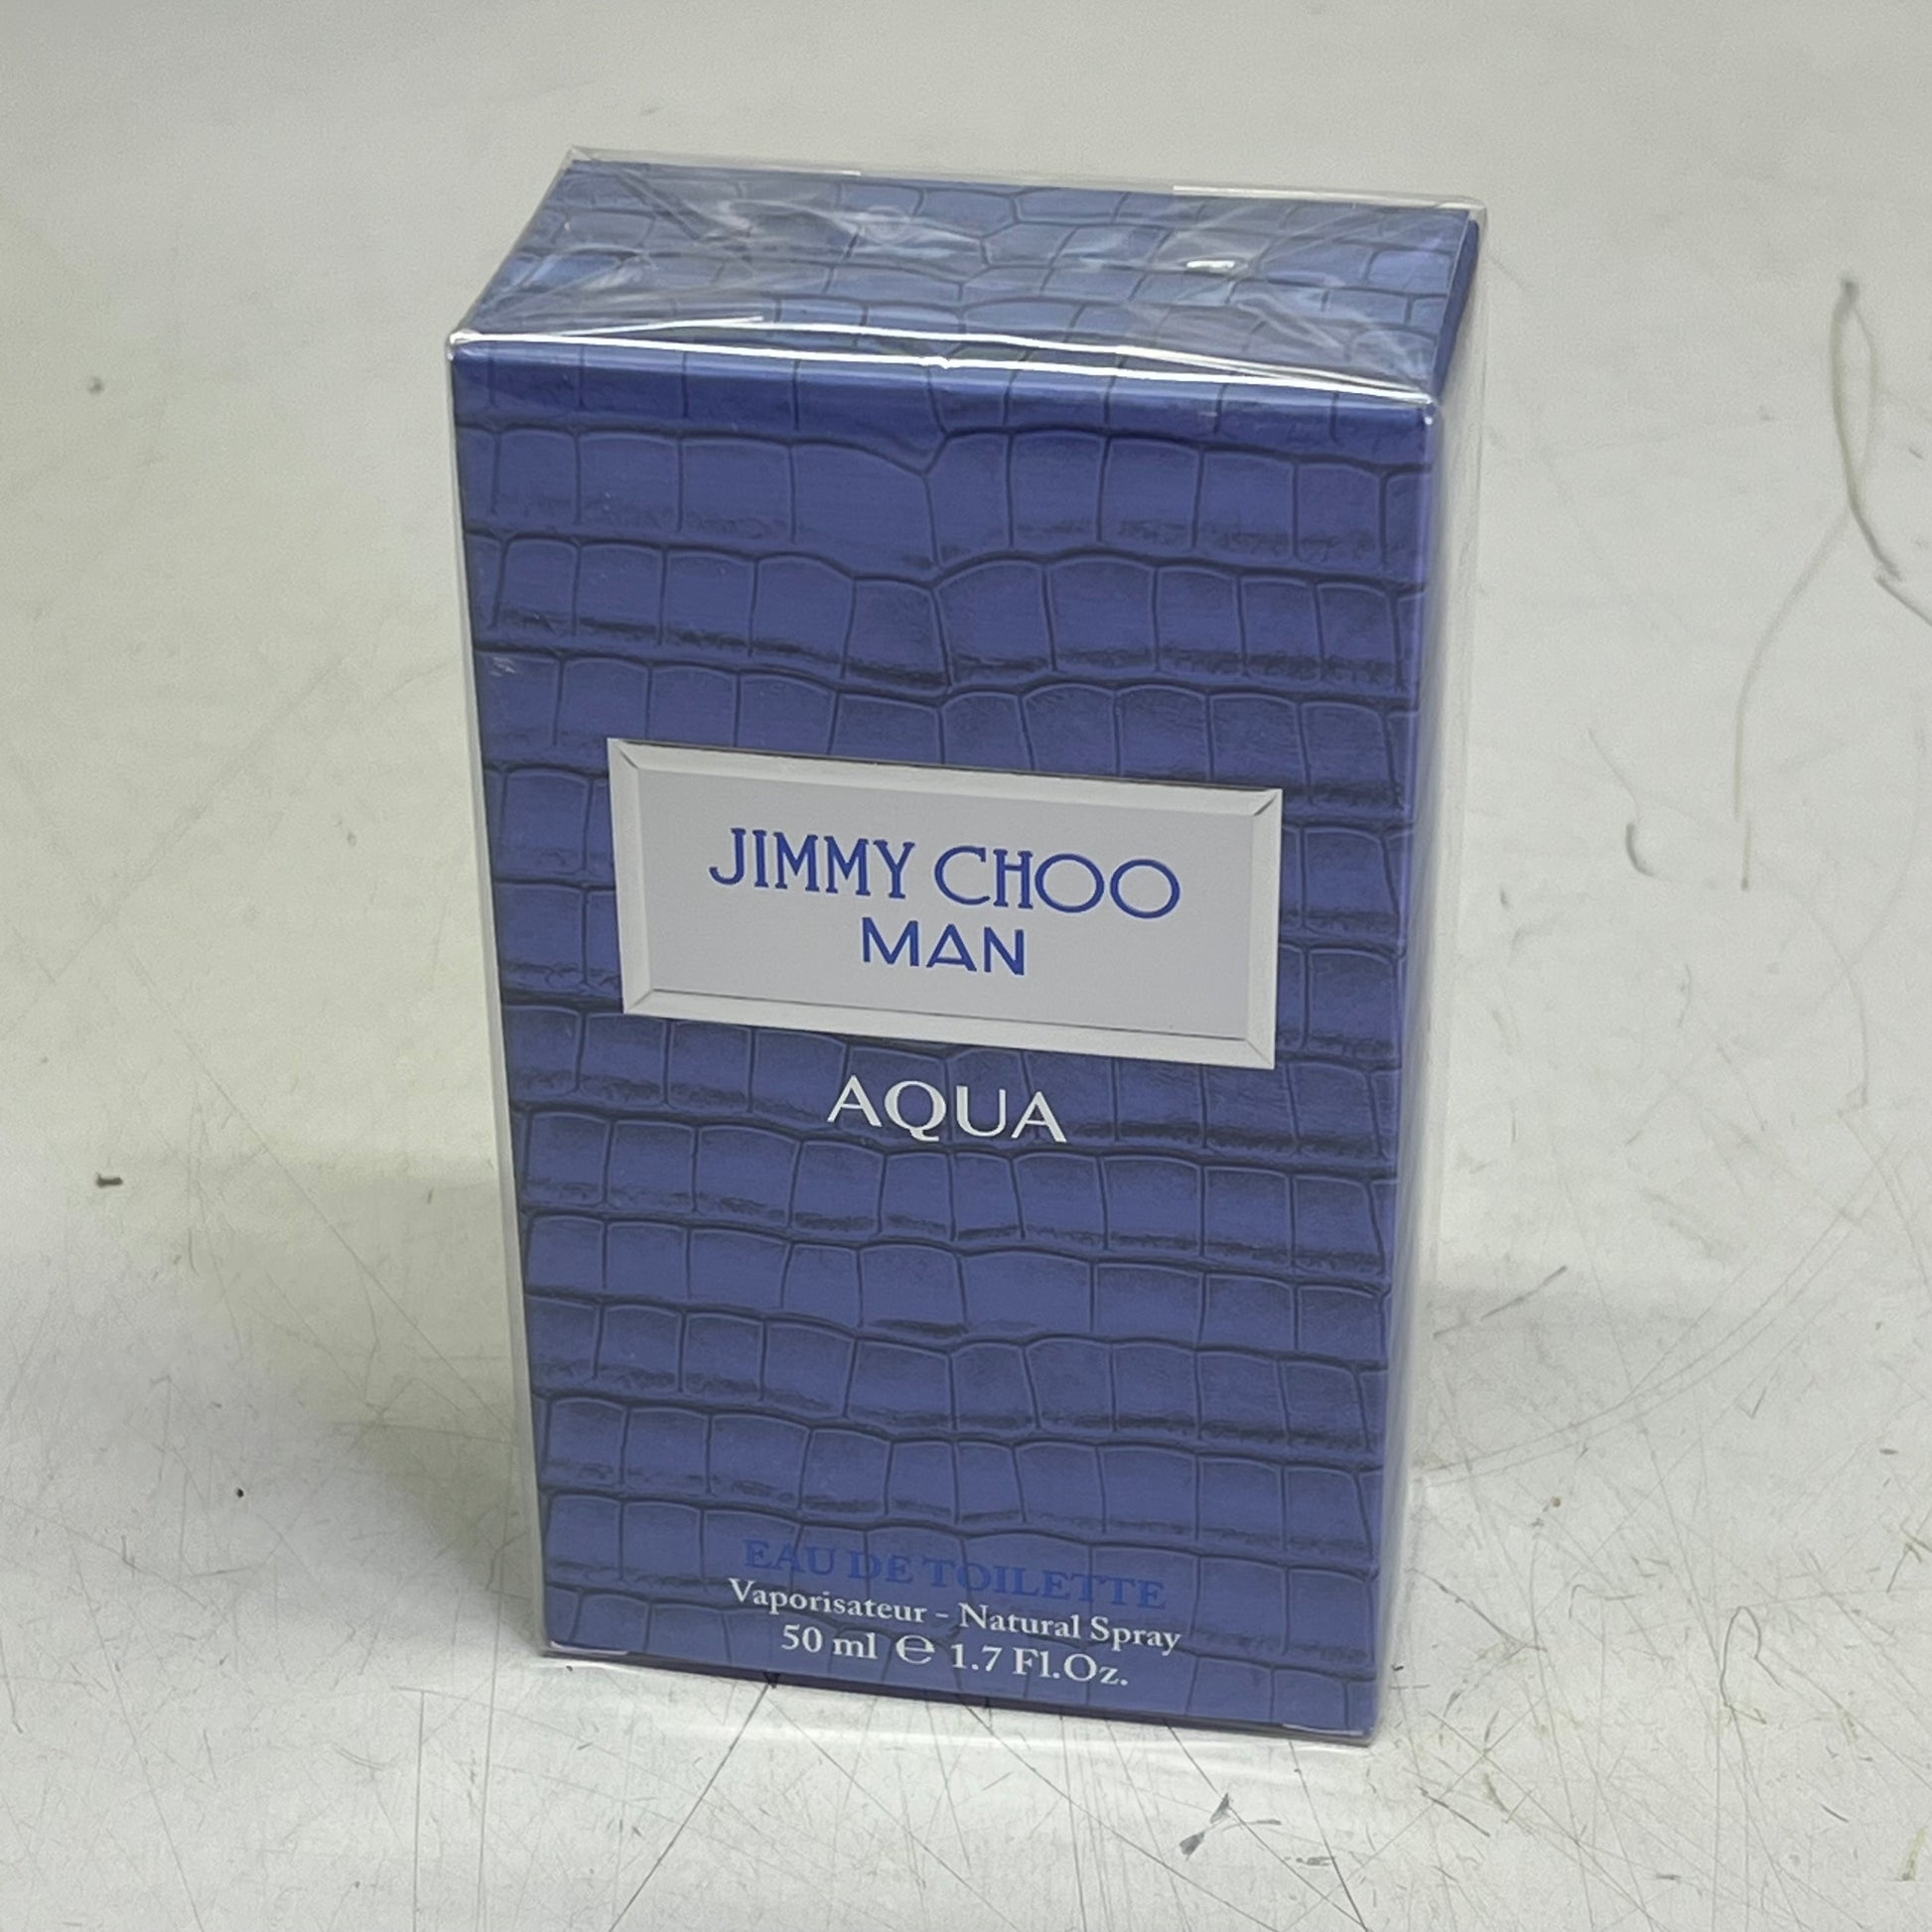 JIMMY CHOO
MAN
AQUA
EAU DE TOILETTE
Vaporisateur - Natural Spray
50 ml ℮ 1.7 Fl.Oz.